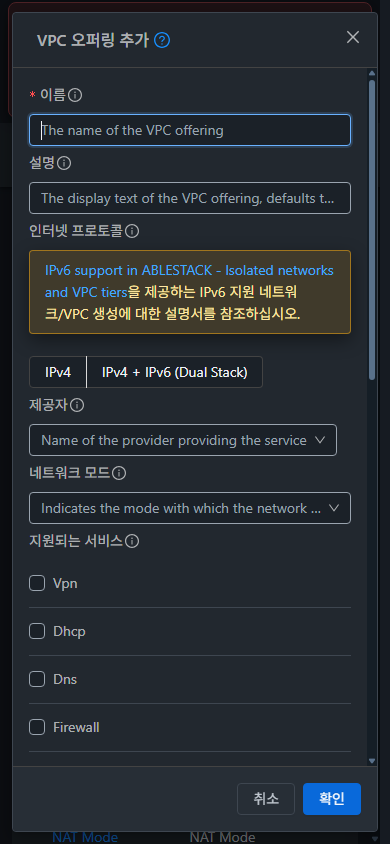 VPC 오퍼링 추가
* 이름
The name of the VPC offering
설명
The display text of the VPC offering, defaults t...
인터넷 프로토콜
IPv6 support in ABLESTACK - Isolated networks
and VPC tiers을 제공하는 IPv6 지원 네트워
크/VPC 생성에 대한 설명서를 참조하십시오.
IPv4 IPv4 + IPv6 (Dual Stack)
제공자
Name of the provider providing the service
네트워크 모드
Indicates the mode with which the network ...
지원되는 서비스
Vpn
Dhcp
Dns
Firewall
취소 확인
NAT Mode NAT Mode